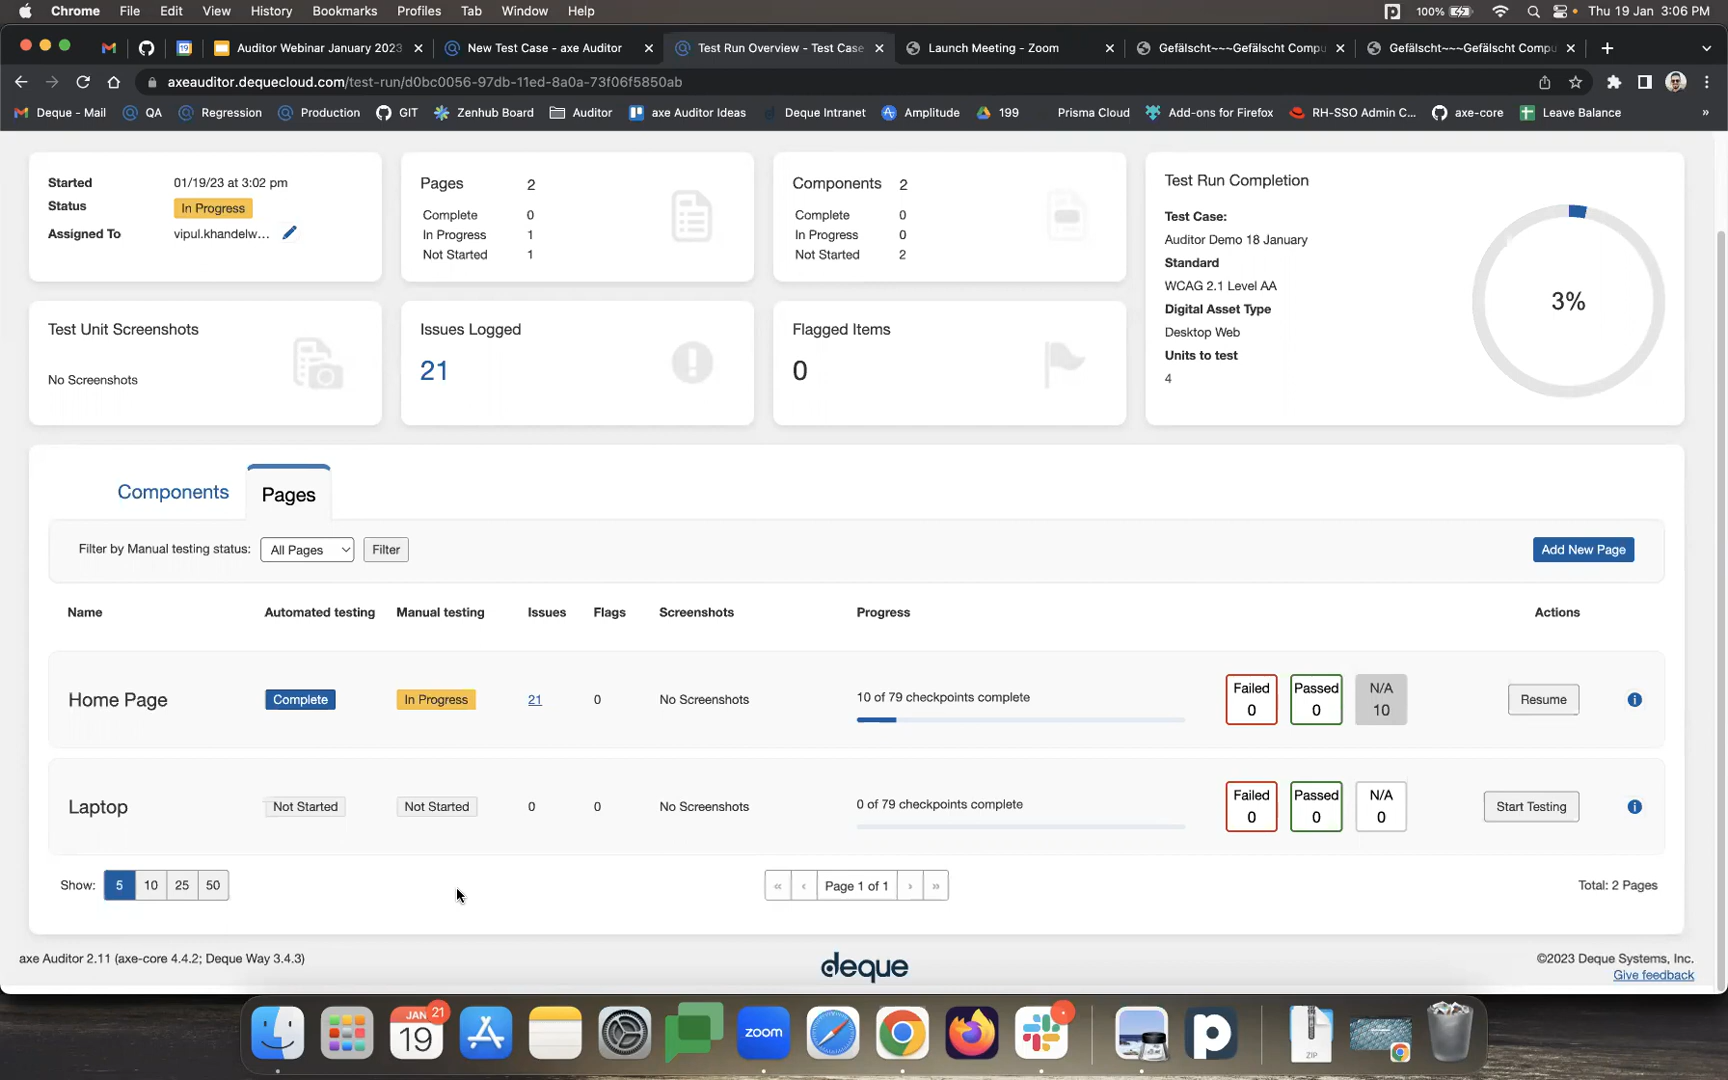 Chrome File Edit View History Bookmarks Profiles Tab Window Help 100% Thu 19 Jan 3:06 PM
Auditor Webinar January 2023 New Test Case - axe Auditor Test Run Overview - Test Case Launch Meeting - Zoom Gefälscht~~~Gefälscht Compu Gefälscht~~~Gefälscht Compu
axeauditor.dequecloud.com/test-run/d0bc0056-97db-11ed-8a0a-73f06f5850ab
Deque - Mail QA Regression Production GIT Zenhub Board Auditor axe Auditor Ideas Deque Intranet Amplitude 199 Prisma Cloud Add-ons for Firefox RH-SSO Admin C... axe-core Leave Balance »
Started 01/19/23 at 3:02 pm
Status In Progress
Assigned To vipul.khandelw...
Pages 2
Complete 0
In Progress 1
Not Started 1
Components 2
Complete 0
In Progress 0
Not Started 2
Test Run Completion
Test Case:
Auditor Demo 18 January
Standard
WCAG 2.1 Level AA
Digital Asset Type
Desktop Web
Units to test
4
3%
Test Unit Screenshots
No Screenshots
Issues Logged
21
Flagged Items
0
Components Pages
Filter by Manual testing status: All Pages Filter Add New Page
Name Automated testing Manual testing Issues Flags Screenshots Progress Actions
Home Page Complete In Progress 21 0 No Screenshots 10 of 79 checkpoints complete Failed 0 Passed 0 N/A 10 Resume
Laptop Not Started Not Started 0 0 No Screenshots 0 of 79 checkpoints complete Failed 0 Passed 0 N/A 0 Start Testing
Show: 5 10 25 50 « ‹ Page 1 of 1 › » Total: 2 Pages
axe Auditor 2.11 (axe-core 4.4.2; Deque Way 3.4.3) deque ©2023 Deque Systems, Inc.
Give feedback
JAN 21
19
zoom
ZIP